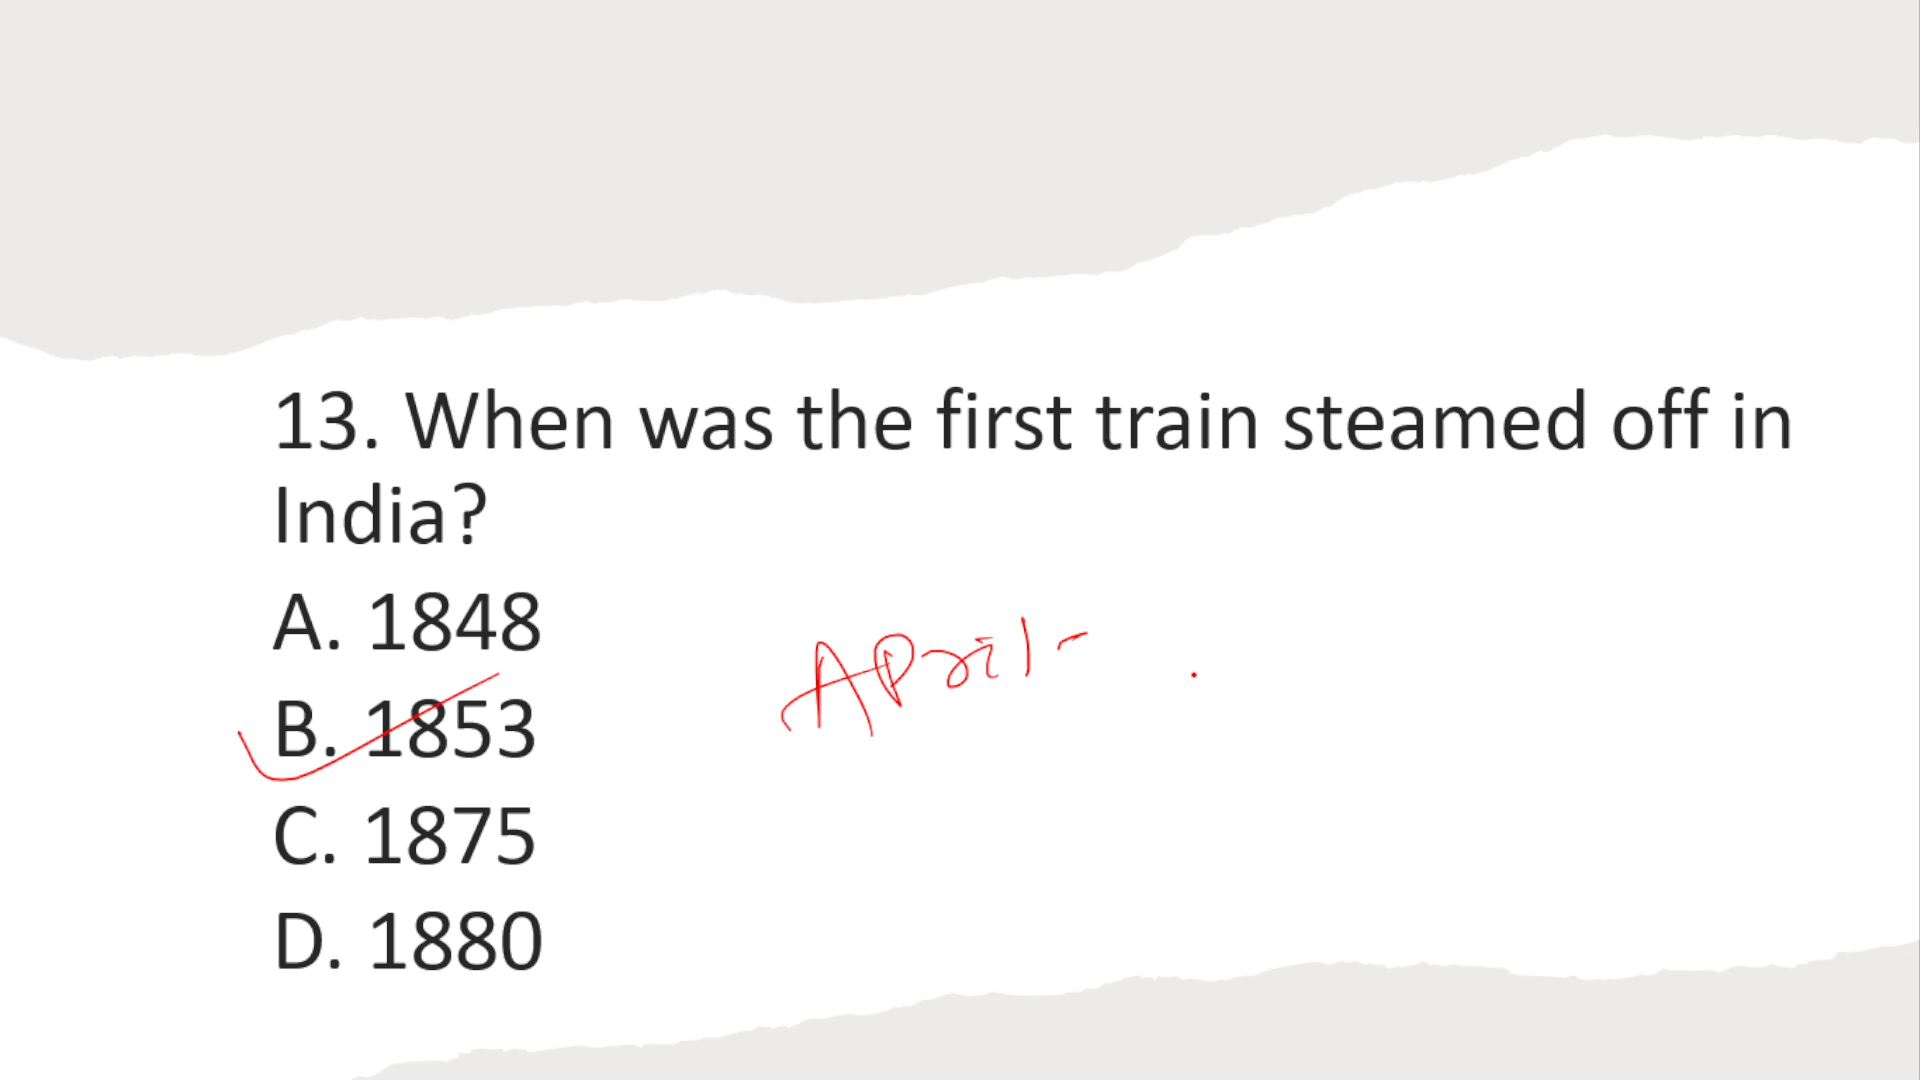 13. When was the first train steamed off in
India?
A. 1848
April -
B. 1853
C. 1875
D. 1880